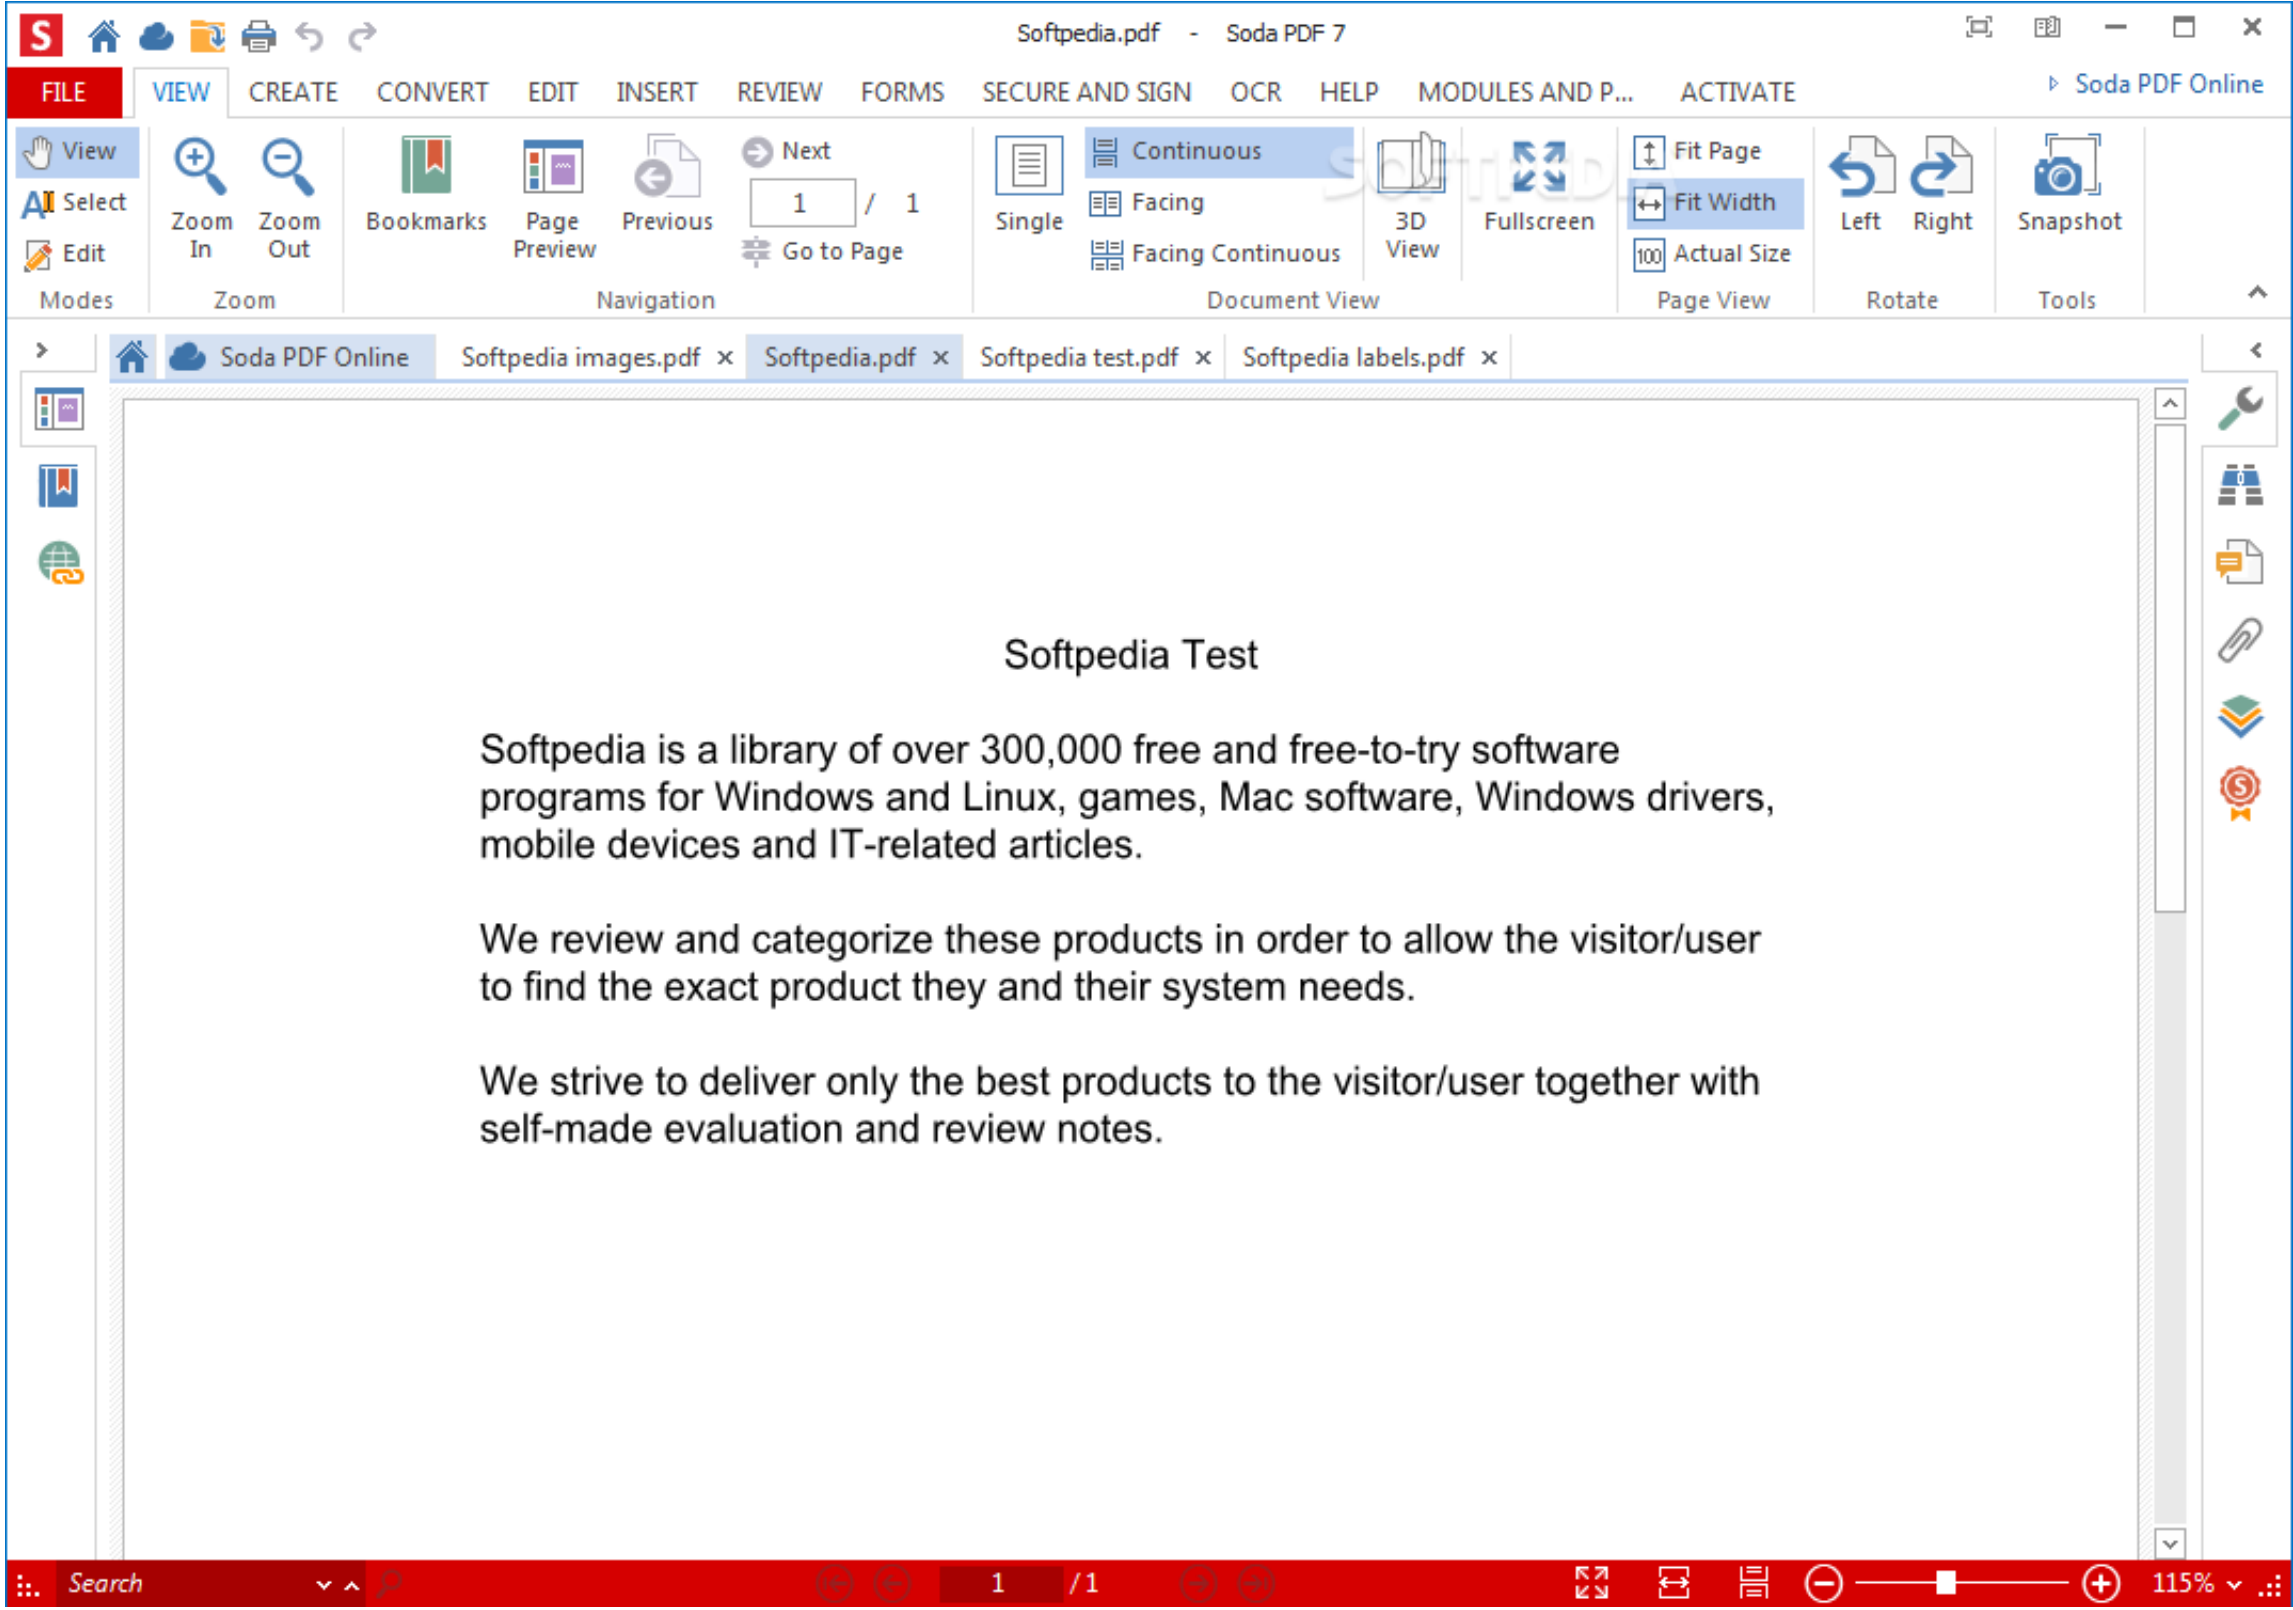 S
Softpedia.pdf - Soda PDF 7
FILE VIEW CREATE CONVERT EDIT INSERT REVIEW FORMS SECURE AND SIGN OCR HELP MODULES AND P... ACTIVATE Soda PDF Online
View
Select
Edit
Modes
Zoom In
Zoom Out
Zoom
Bookmarks
Page Preview
Previous
Next
1 / 1
Go to Page
Navigation
Single
Continuous
Facing
Facing Continuous
3D View
Fullscreen
Document View
SOFTPEDIA
Fit Page
Fit Width
100 Actual Size
Page View
Left Right
Rotate
Snapshot
Tools
Soda PDF Online Softpedia images.pdf x Softpedia.pdf x Softpedia test.pdf x Softpedia labels.pdf x
Softpedia Test
Softpedia is a library of over 300,000 free and free-to-try software
programs for Windows and Linux, games, Mac software, Windows drivers,
mobile devices and IT-related articles.
We review and categorize these products in order to allow the visitor/user
to find the exact product they and their system needs.
We strive to deliver only the best products to the visitor/user together with
self-made evaluation and review notes.
S
Search 1 / 1 115%